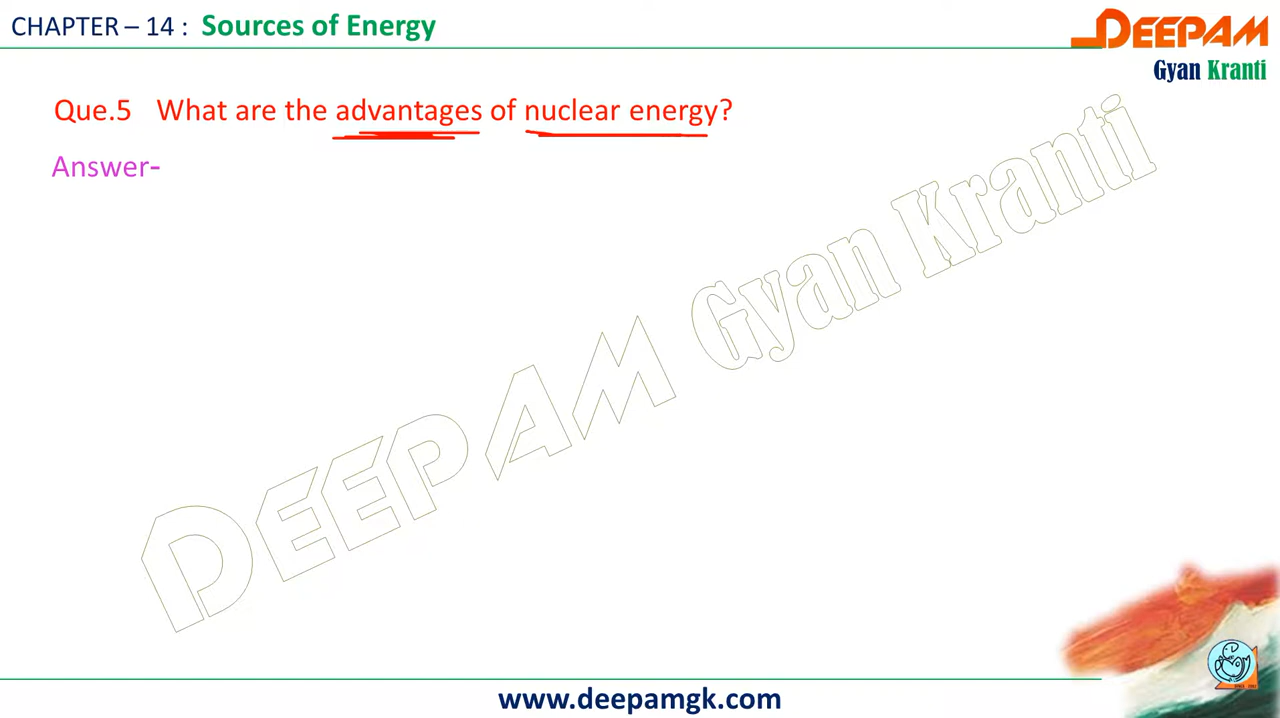 CHAPTER – 14 : Sources of Energy
DEEPAM
Gyan Kranti
Que.5 What are the advantages of nuclear energy?
Answer-
DEEPAM Gyan Kranti
www.deepamgk.com